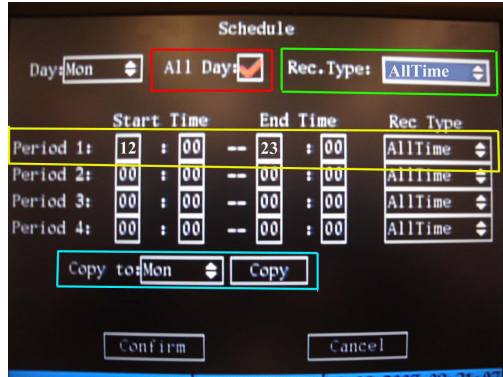 Schedule
Day: Mon All Day: Rec.Type: AllTime
Start Time End Time Rec Type
Period 1: 12 : 00 -- 23 : 00 AllTime
Period 2: 00 : 00 -- 00 : 00 AllTime
Period 3: 00 : 00 -- 00 : 00 AllTime
Period 4: 00 : 00 -- 00 : 00 AllTime
Copy to: Mon Copy
Confirm Cancel